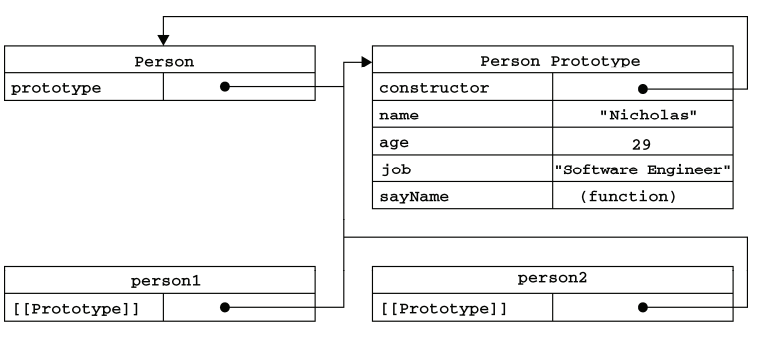 Person
prototype
Person Prototype
constructor
name "Nicholas"
age 29
job "Software Engineer"
sayName (function)
person1
[[Prototype]]
person2
[[Prototype]]